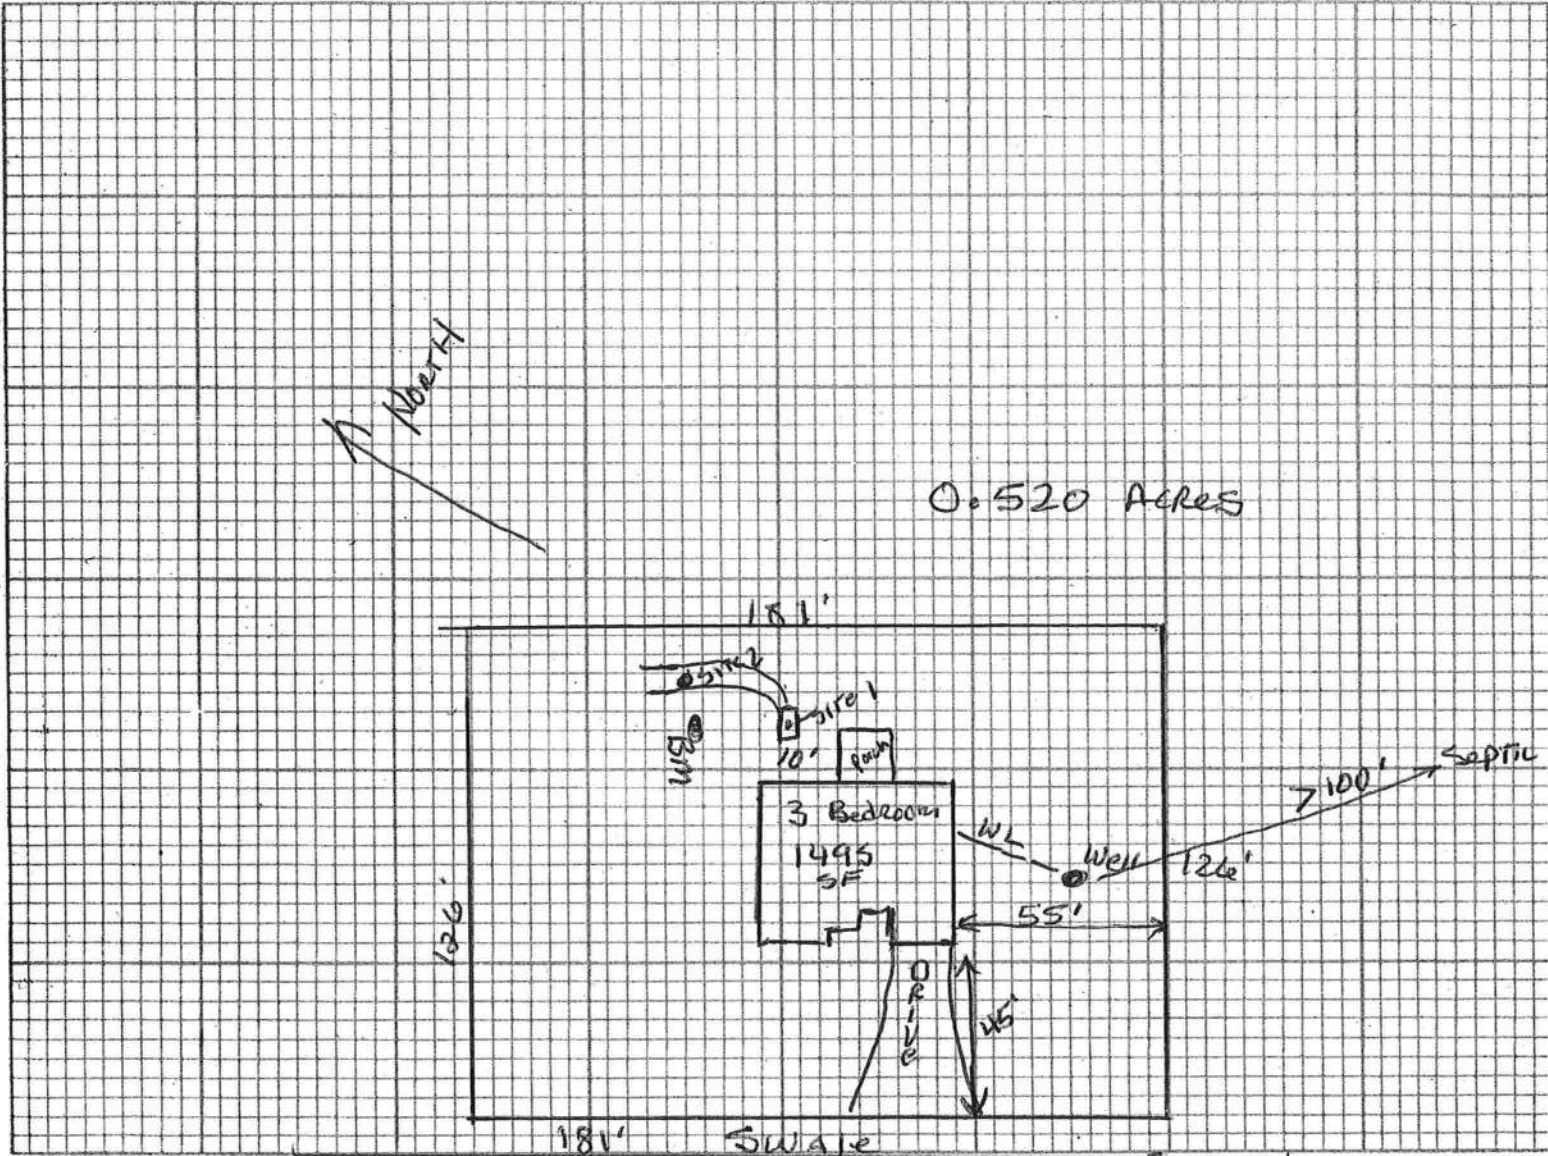 NORTH
0.520 ACRES
181'
Site 2
Site 1
BM
10'
Porch
3 Bedroom
1495
SF
WL
Well
> 100'
Septic
126'
126'
55'
DRIVE
45'
181'
Swale